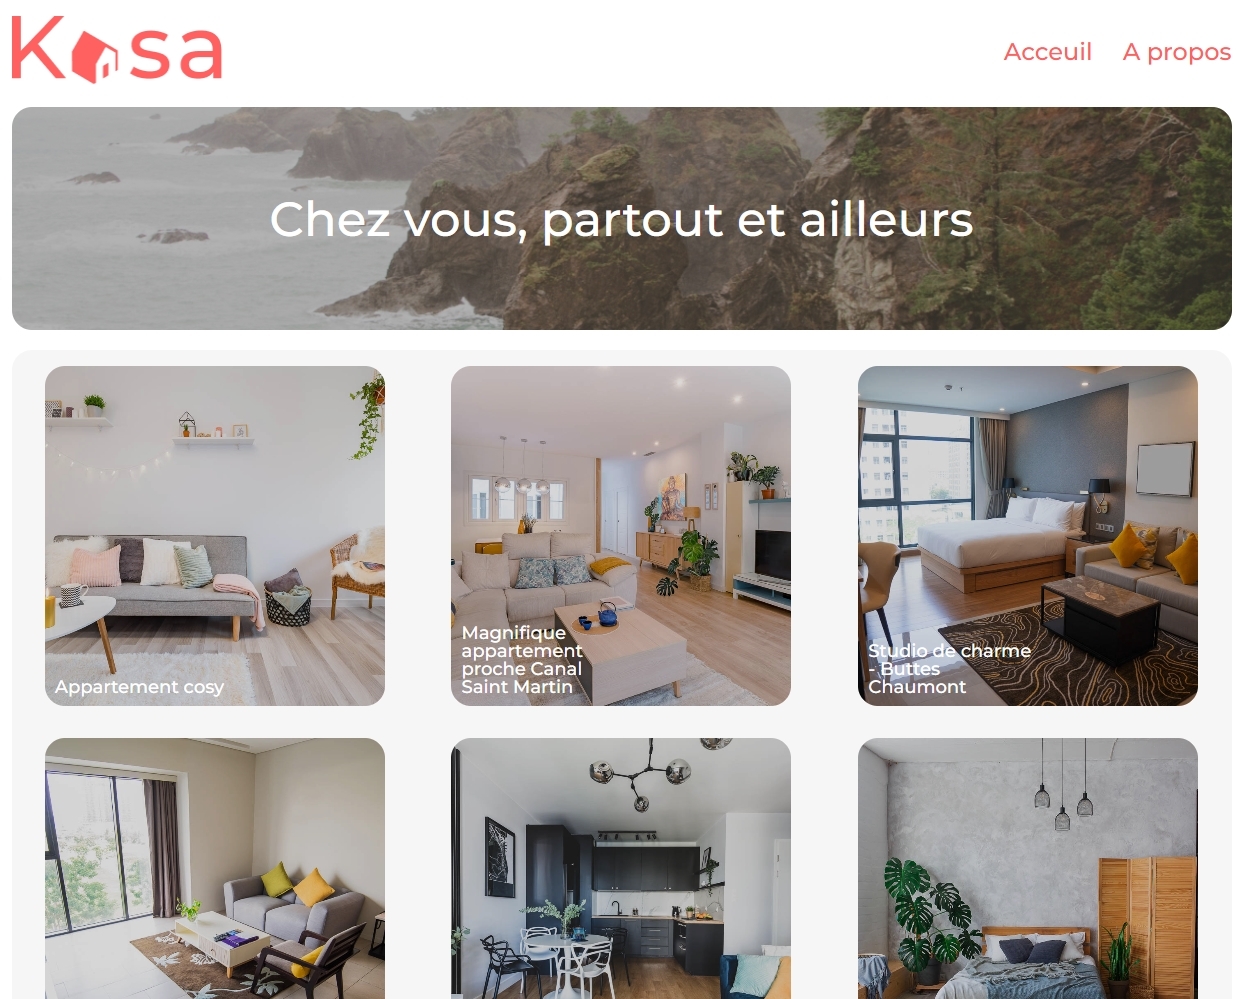 Kasa
Acceuil A propos
Chez vous, partout et ailleurs
Appartement cosy
Magnifique
appartement
proche Canal
Saint Martin
Studio de charme
- Buttes
Chaumont